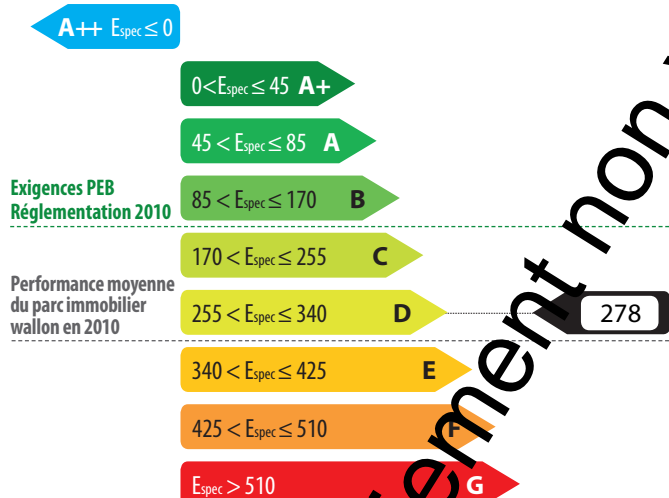 A++ Espec ≤ 0
0<Espec ≤ 45 A+
45 < Espec ≤ 85 A
Exigences PEB
Réglementation 2010
85 < Espec ≤ 170 B
170 < Espec ≤ 255 C
Performance moyenne
du parc immobilier
wallon en 2010
255 < Espec ≤ 340 D
278
340 < Espec ≤ 425 E
425 < Espec ≤ 510 F
Espec > 510 G
non